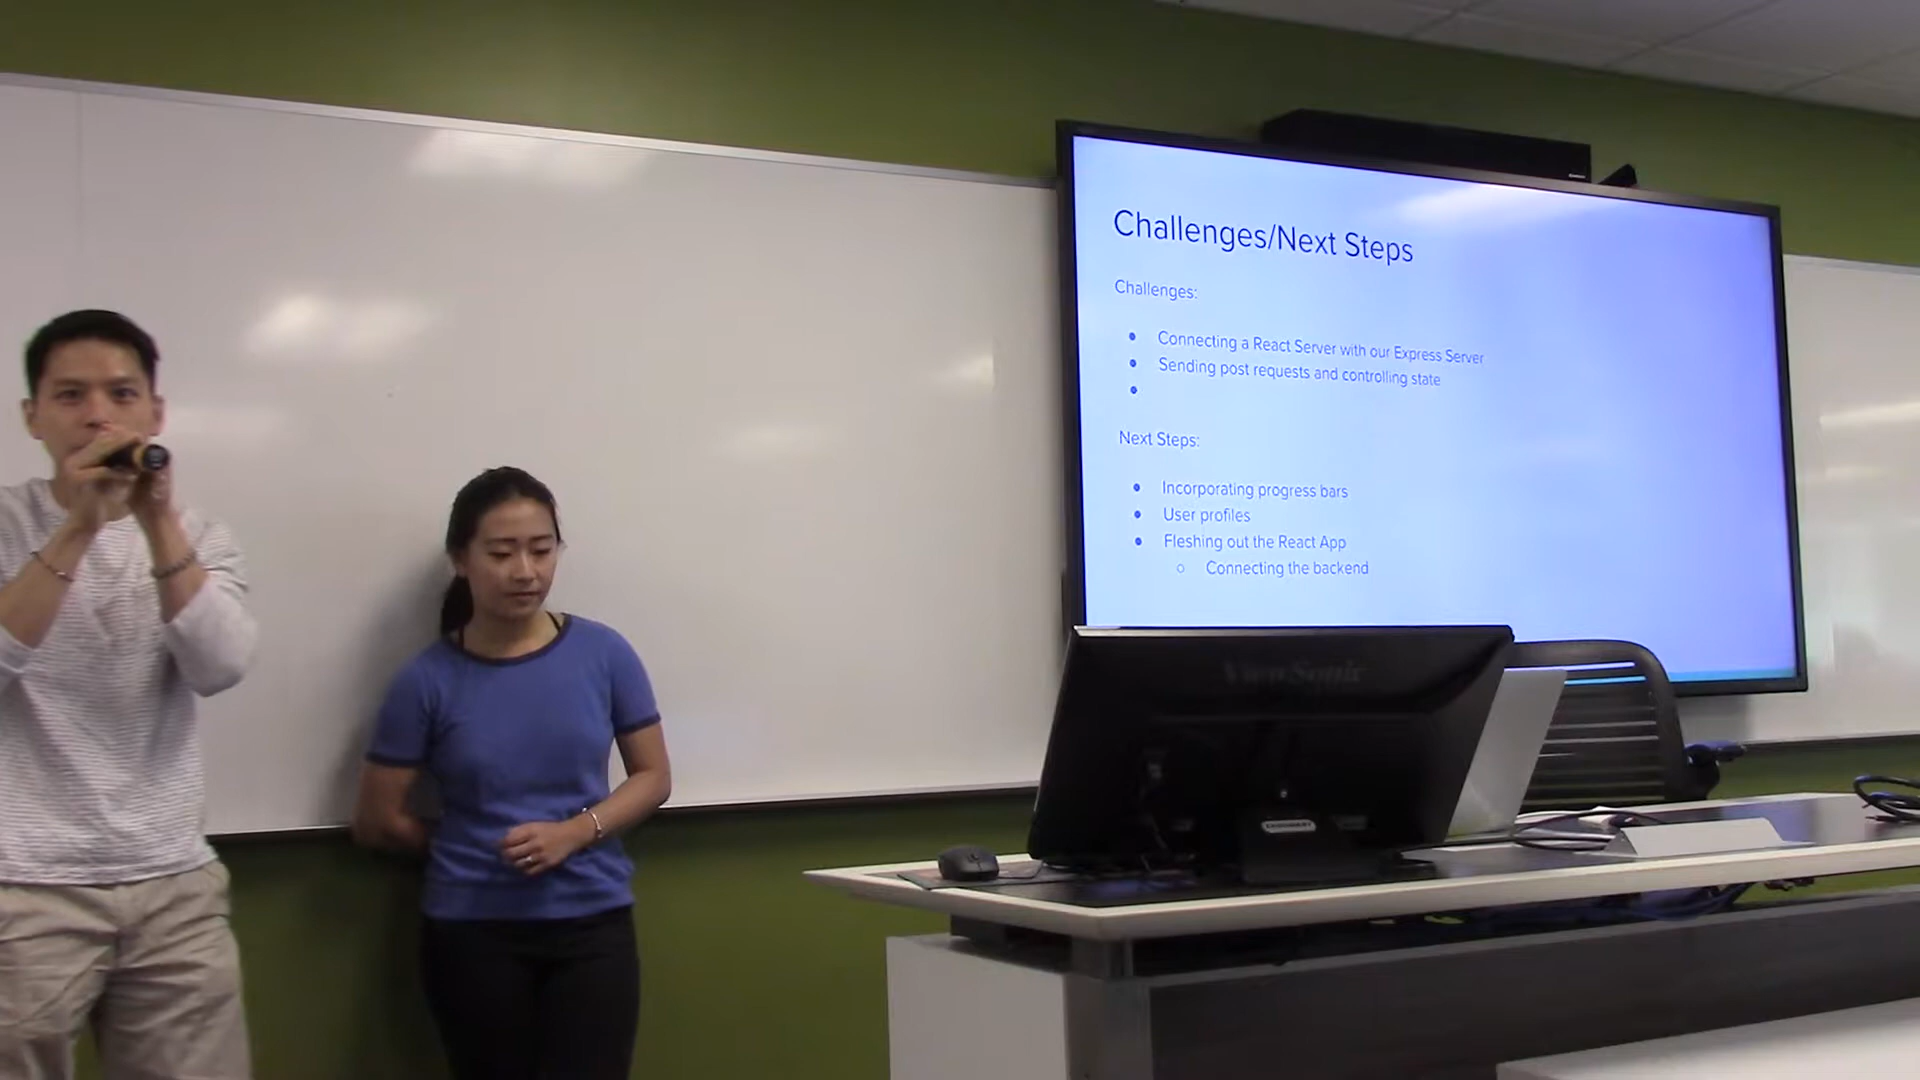 Challenges/Next Steps
Challenges:
Connecting a React Server with our Express Server
Sending post requests and controlling state
Next Steps:
Incorporating progress bars
User profiles
Fleshing out the React App
Connecting the backend
ViewSonic